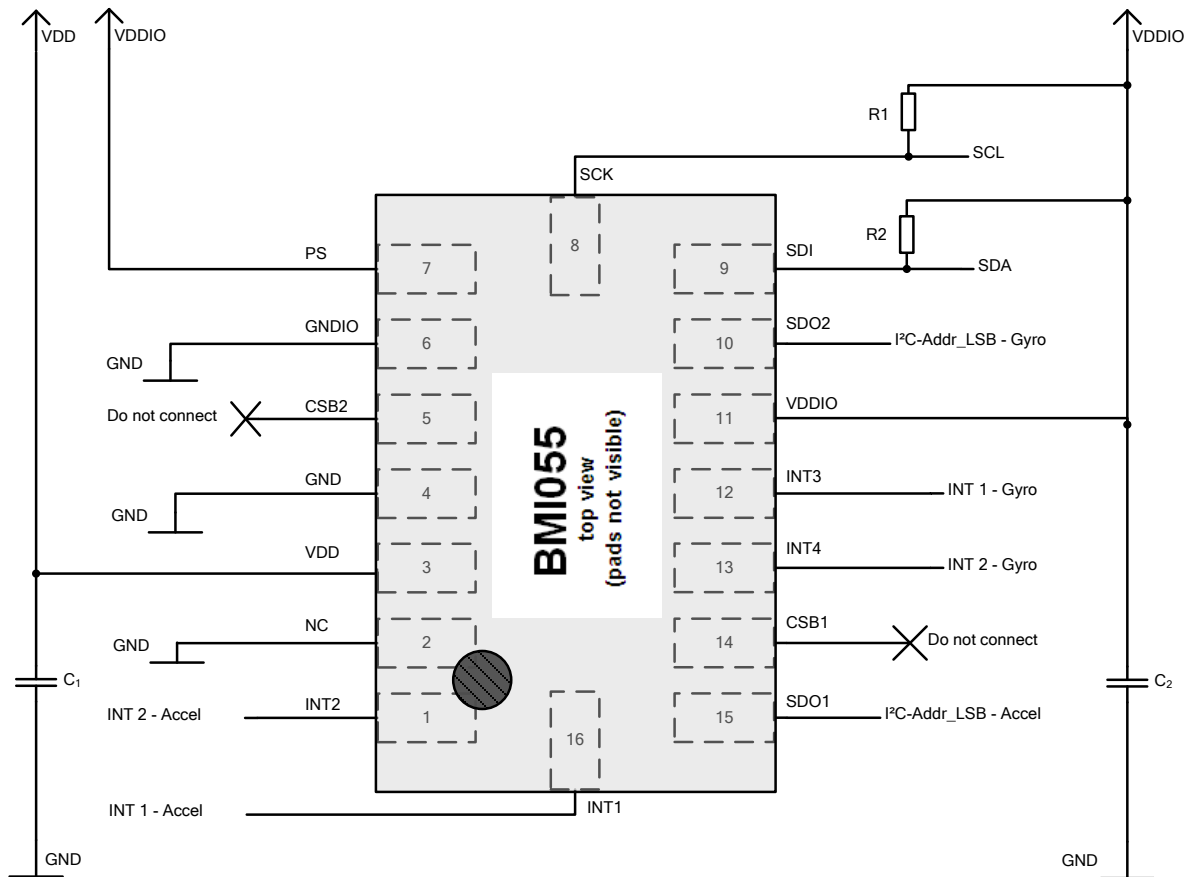 VDD
VDDIO
VDDIO
R1
SCL
SCK
R2
PS
7
8
9
SDI
SDA
GNDIO
6
10
SDO2
I²C-Addr_LSB - Gyro
GND
Do not connect
CSB2
5
11
VDDIO
GND
4
12
INT3
INT 1 - Gyro
GND
BMI055
top view
(pads not visible)
VDD
3
13
INT4
INT 2 - Gyro
NC
2
14
CSB1
Do not connect
GND
C₁
C₂
INT 2 - Accel
INT2
1
16
15
SDO1
I²C-Addr_LSB - Accel
INT 1 - Accel
INT1
GND
GND